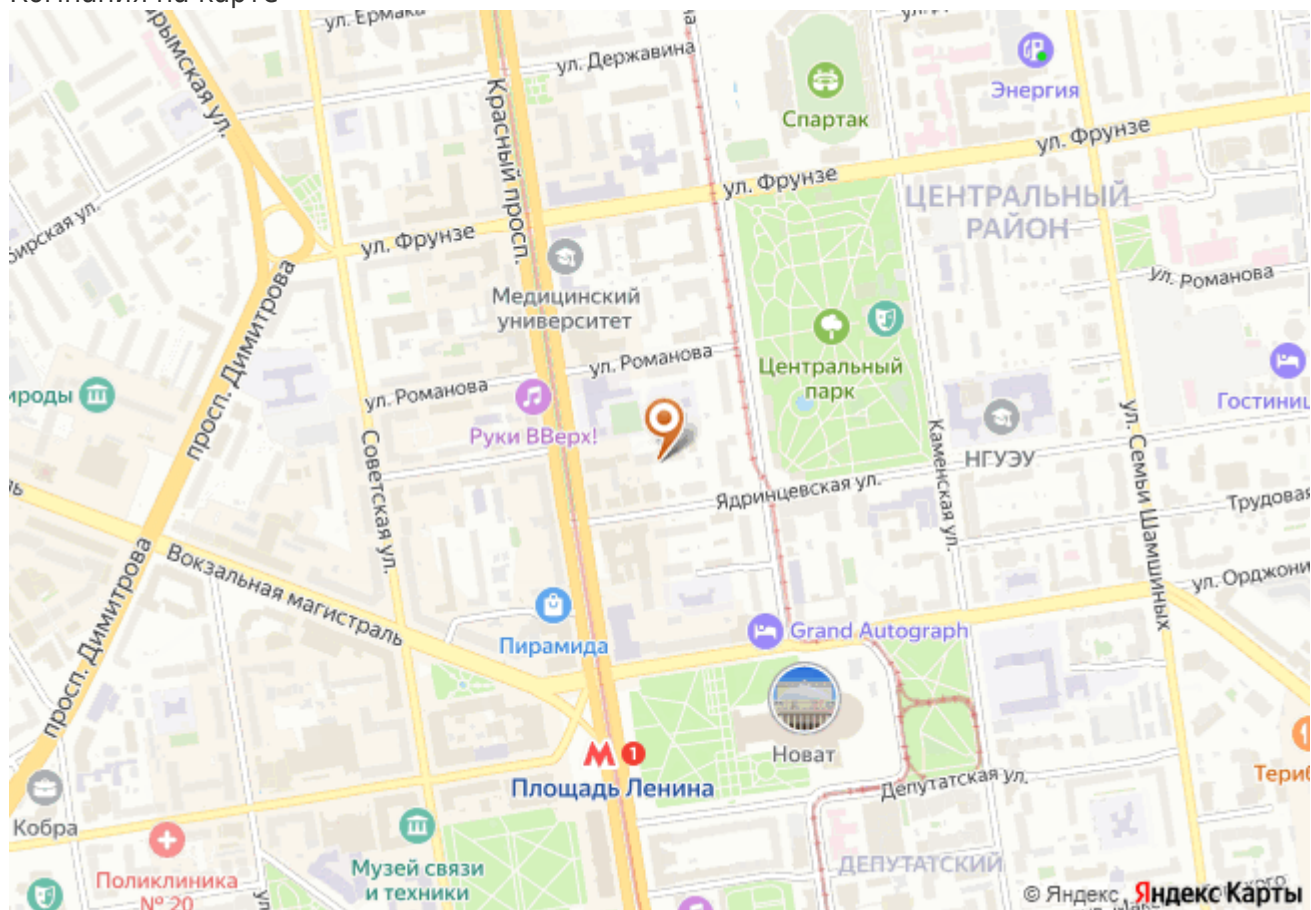 ул. Ермака
ул. Державина
Красный просп.
Энергия
Спартак
ул. Фрунзе
ул. Фрунзе
ЦЕНТРАЛЬНЫЙ
РАЙОН
ул. Фрунзе
просп. Димитрова
Медицинский
университет
ул. Романова
ул. Романова
ул. Романова
Центральный
парк
Руки ВВерх!
Советская ул.
Каменская ул.
НГУЭУ
ул. Семьи Шамшиных
Ядринцевская ул.
просп. Димитрова
Вокзальная магистраль
Пирамида
Grand Autograph
Новат
М 1
Площадь Ленина
Депутатская ул.
Кобра
Поликлиника
№ 20
Музей связи
и техники
ДЕПУТАТСКИЙ
© Яндекс Яндекс Карты